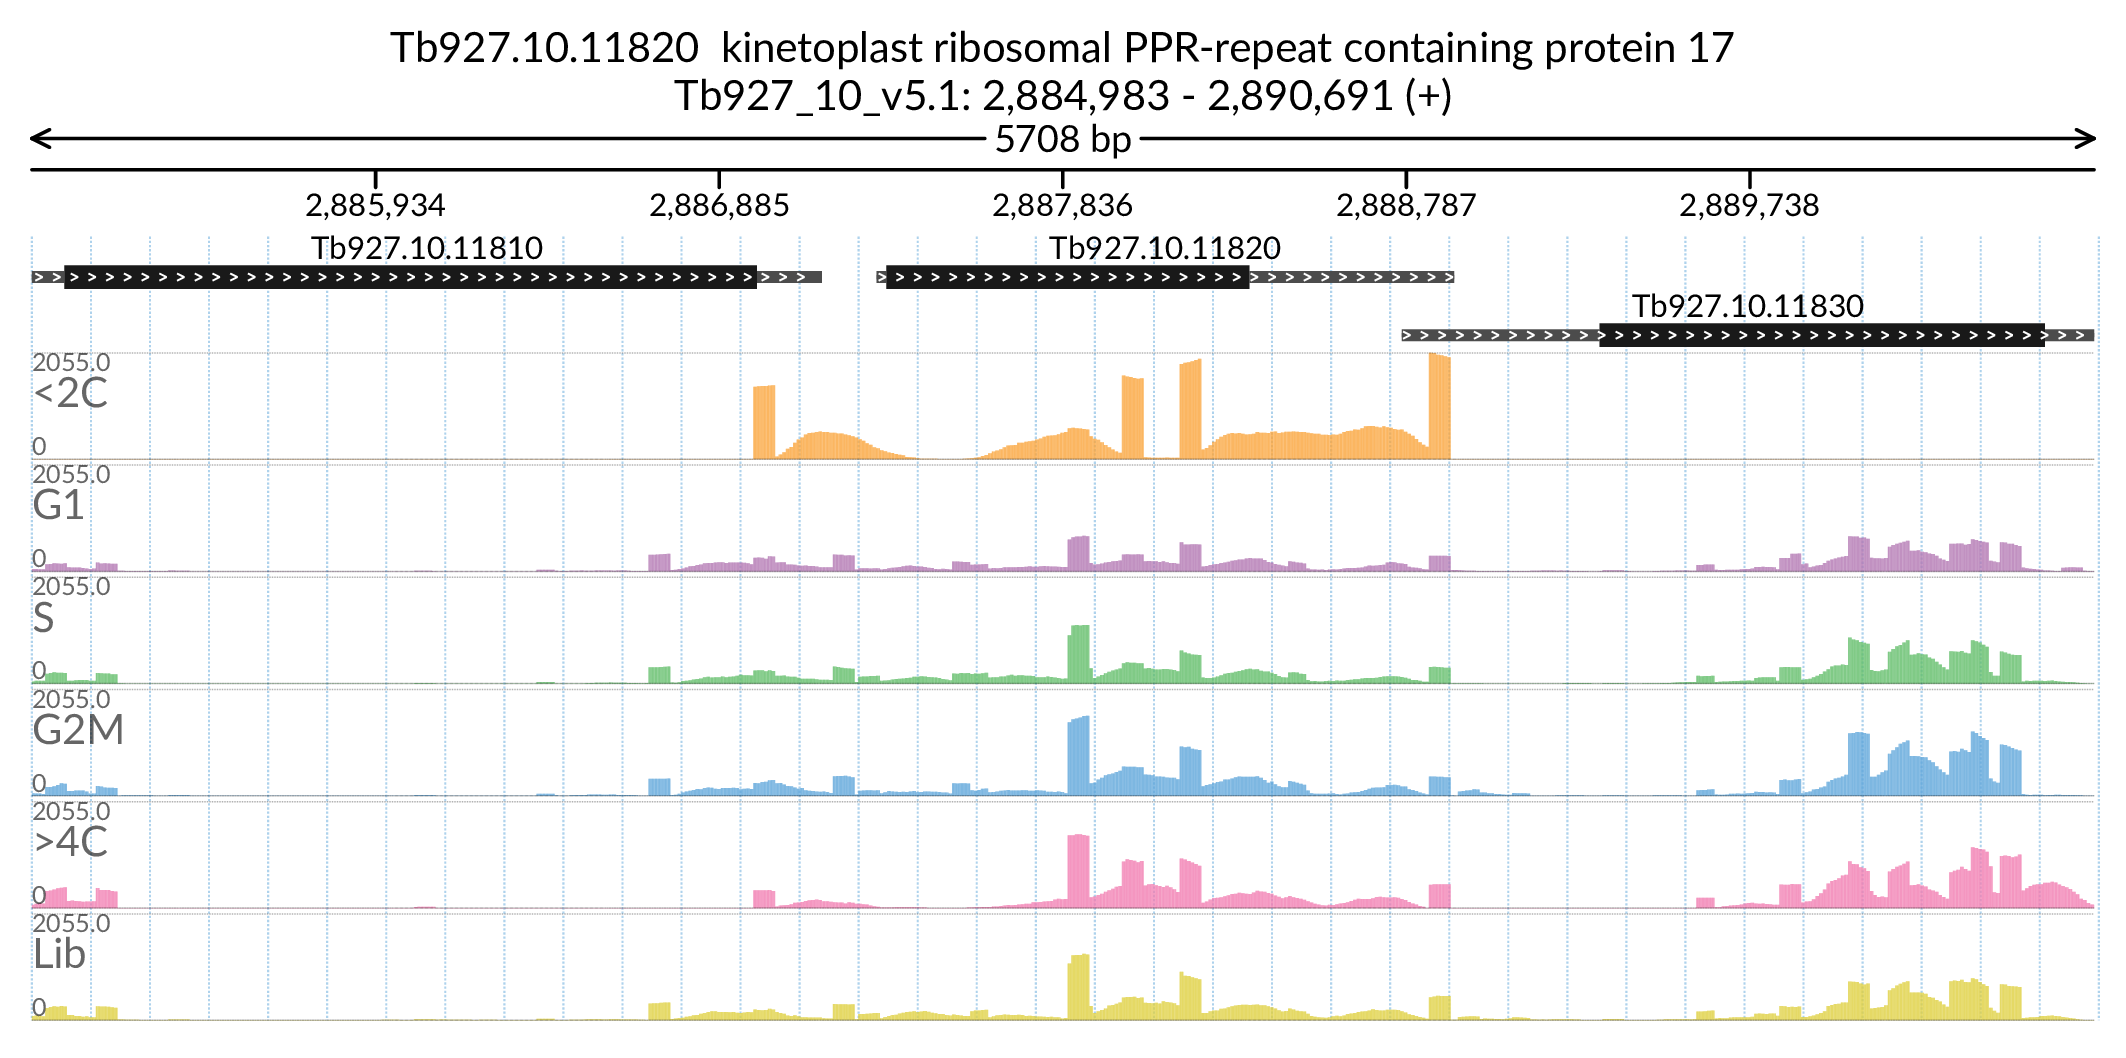 Tb927.10.11820  kinetoplast ribosomal PPR-repeat containing protein 17
Tb927_10_v5.1: 2,884,983 - 2,890,691 (+)
5708 bp
2,885,934 2,886,885 2,887,836 2,888,787 2,889,738
Tb927.10.11810 Tb927.10.11820
Tb927.10.11830
2055.0
<2C
0
2055.0
G1
0
2055.0
S
0
2055.0
G2M
0
2055.0
>4C
0
2055.0
Lib
0